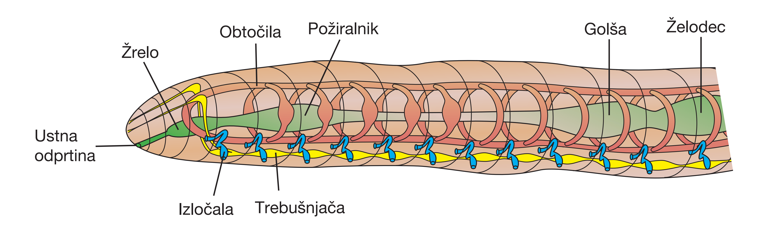 Žrelo
Obtočila
Požiralnik
Golša
Želodec
Ustna
odprtina
Izločala
Trebušnjača